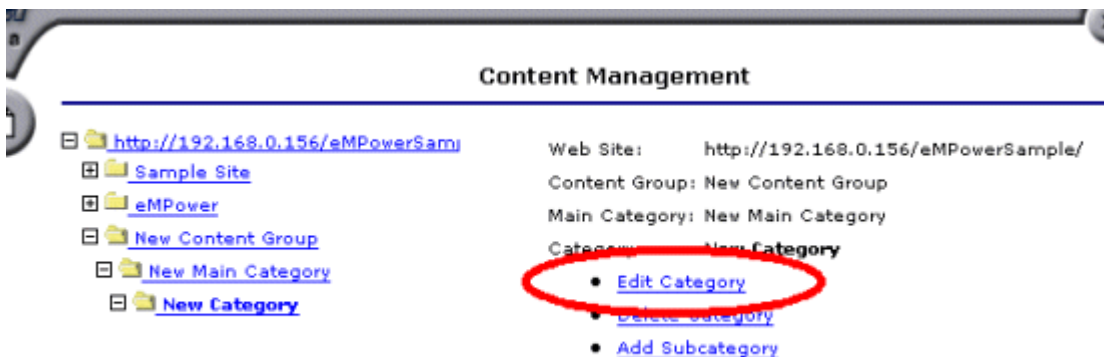 n
Content Management
http://192.168.0.156/eMPowerSam
Sample Site
eMPower
New Content Group
New Main Category
New Category
Web Site: http://192.168.0.156/eMPowerSample/
Content Group: New Content Group
Main Category: New Main Category
Category: New Category
Edit Category
Delete Category
Add Subcategory